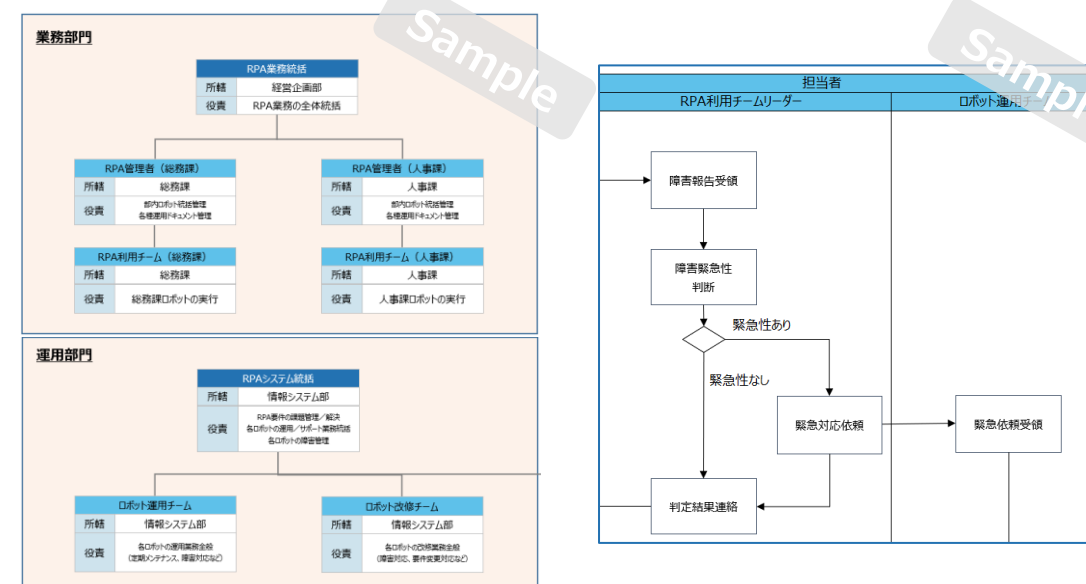 業務部門
RPA業務統括
所轄 経営企画部
役責 RPA業務の全体統括
RPA管理者（総務課）
所轄 総務課
役責 部内ロボット統括管理
各種運用ドキュメント管理
RPA管理者（人事課）
所轄 人事課
役責 部内ロボット統括管理
各種運用ドキュメント管理
RPA利用チーム（総務課）
所轄 総務課
役責 総務課ロボットの実行
RPA利用チーム（人事課）
所轄 人事課
役責 人事課ロボットの実行
運用部門
RPAシステム統括
所轄 情報システム部
役責 RPA要件の課題管理／解決
各ロボットの運用／サポート業務統括
各ロボットの障害管理
ロボット運用チーム
所轄 情報システム部
役責 各ロボットの運用業務全般
（定期メンテナンス、障害対応など）
ロボット改修チーム
所轄 情報システム部
役責 各ロボットの改修業務全般
（障害対応、要件変更対応など）
Sample
担当者
RPA利用チームリーダー
ロボット運用チー
障害報告受領
障害緊急性
判断
緊急性あり
緊急性なし
緊急対応依頼
緊急依頼受領
判定結果連絡
Sample